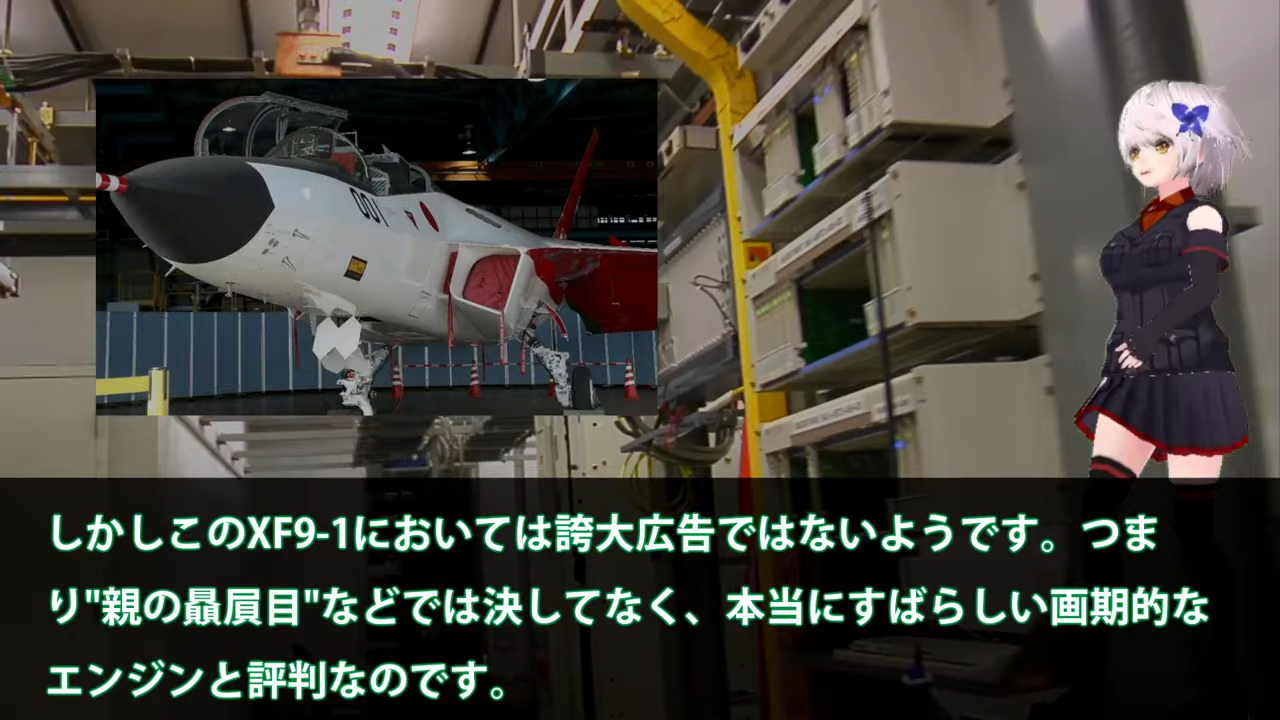 001
しかしこのXF9-1においては誇大広告ではないようです。つま
り"親の贔屓目"などでは決してなく、本当にすばらしい画期的な
エンジンと評判なのです。